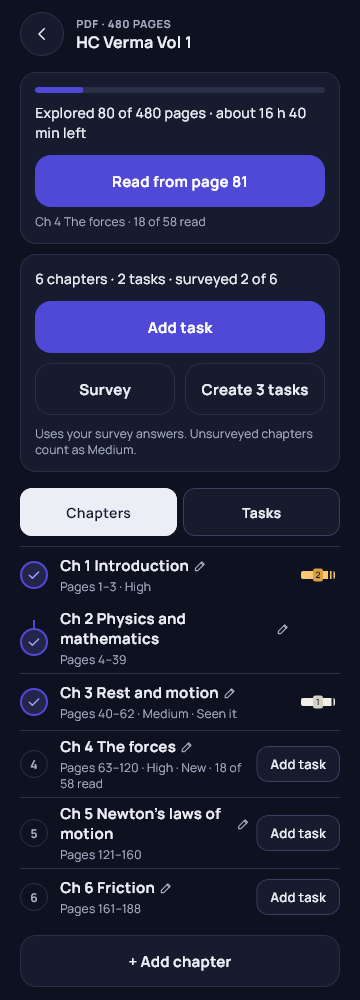 PDF · 480 PAGES
HC Verma Vol 1
Explored 80 of 480 pages · about 16 h 40
min left
Read from page 81
Ch 4 The forces · 18 of 58 read
6 chapters · 2 tasks · surveyed 2 of 6
Add task
Survey
Create 3 tasks
Uses your survey answers. Unsurveyed chapters
count as Medium.
Chapters
Tasks
Ch 1 Introduction
Pages 1–3 · High
2
Ch 2 Physics and
mathematics
Pages 4–39
Ch 3 Rest and motion
Pages 40–62 · Medium · Seen it
1
4
Ch 4 The forces
Pages 63–120 · High · New · 18 of
58 read
Add task
5
Ch 5 Newton's laws of
motion
Pages 121–160
Add task
6
Ch 6 Friction
Pages 161–188
Add task
+ Add chapter